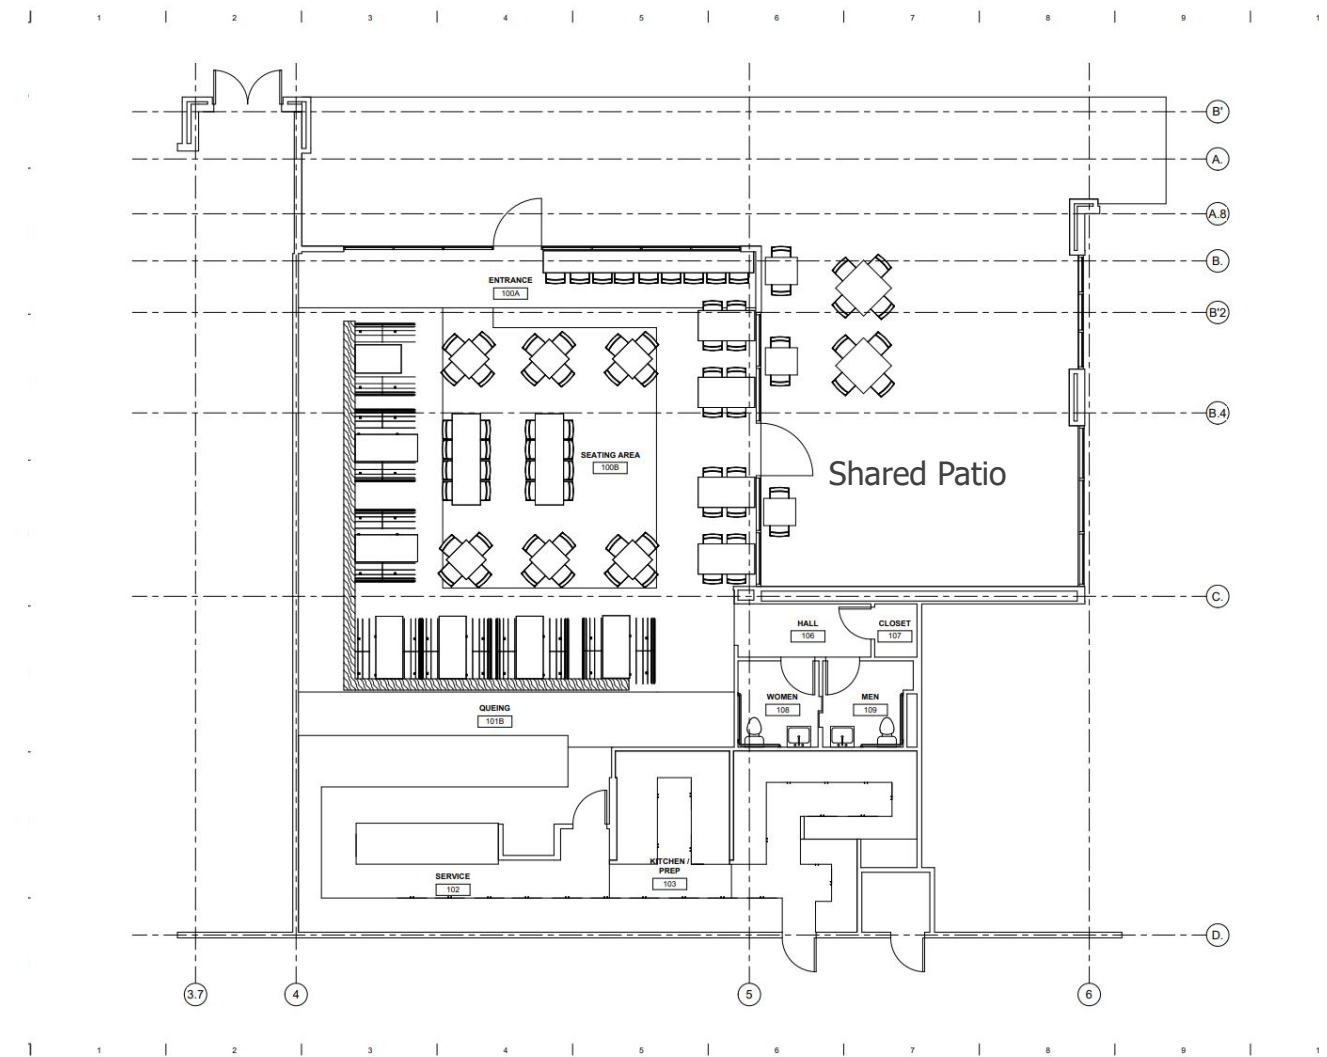 1 2 3 4 5 6 7 8 9 1
B'
A.
A.8
B.
ENTRANCE
100A
B'2
B.4
SEATING AREA
100B
Shared Patio
C.
HALL
106
CLOSET
107
WOMEN
108
MEN
109
QUEING
101B
KITCHEN /
PREP
103
SERVICE
102
D.
3.7 4 5 6
1 2 3 4 5 6 7 8 9 1